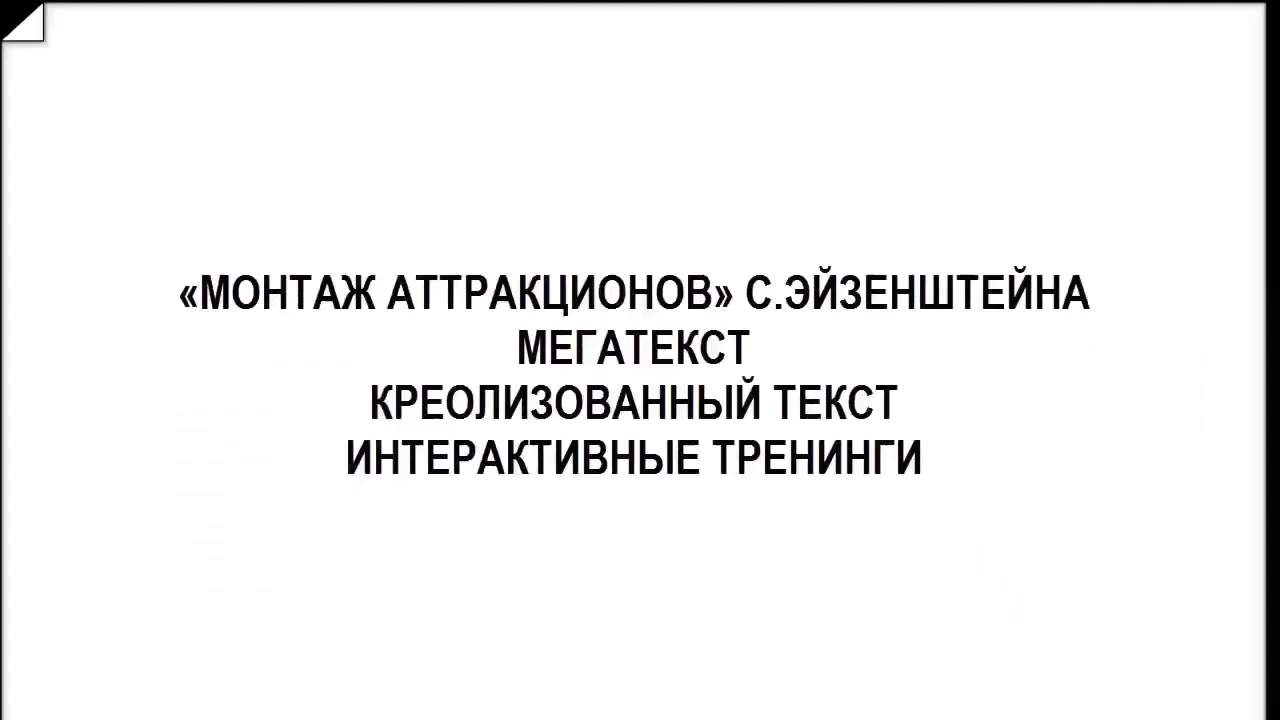 «МОНТАЖ АТТРАКЦИОНОВ» С.ЭЙЗЕНШТЕЙНА
МЕГАТЕКСТ
КРЕОЛИЗОВАННЫЙ ТЕКСТ
ИНТЕРАКТИВНЫЕ ТРЕНИНГИ